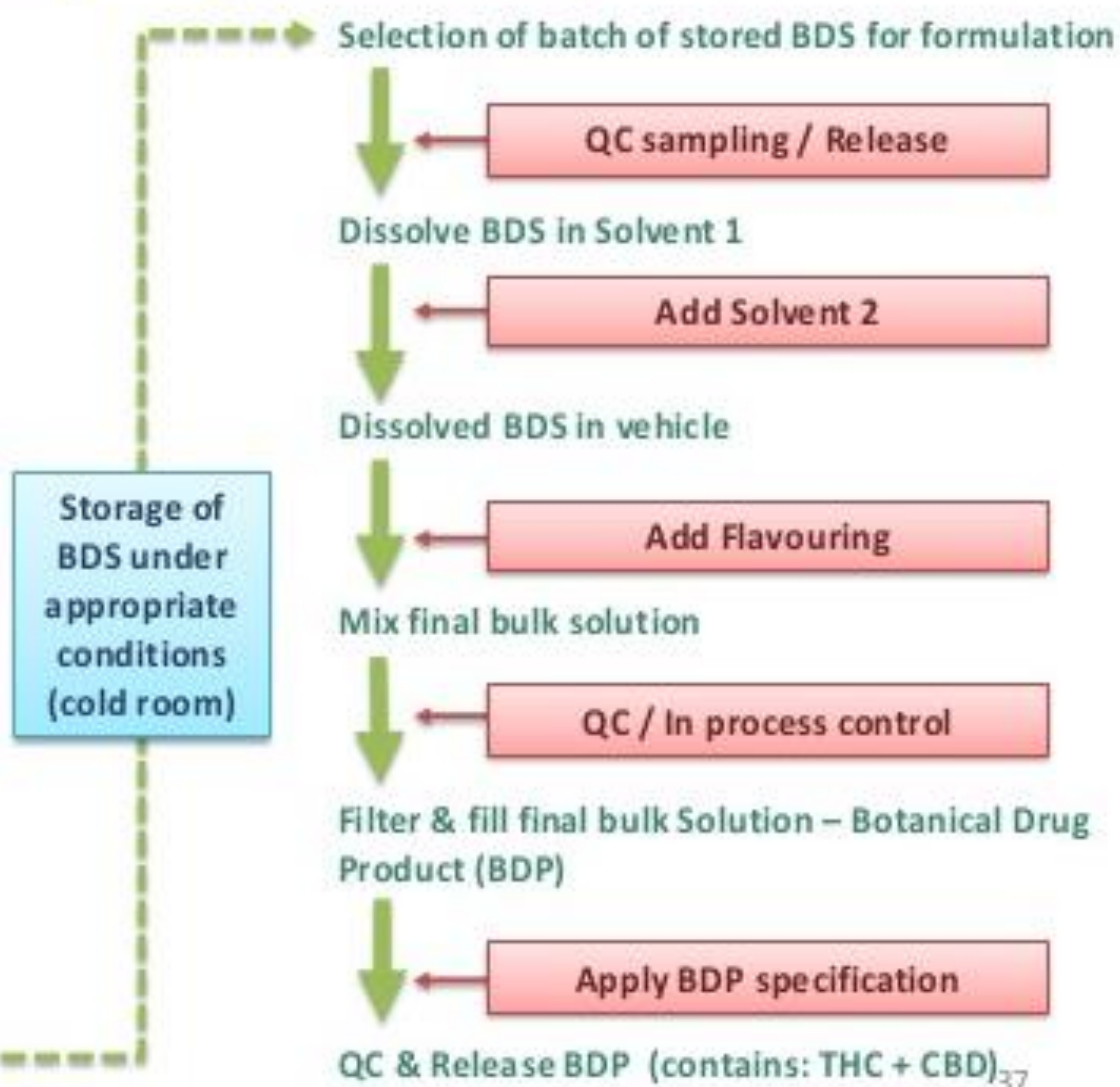 Selection of batch of stored BDS for formulation
QC sampling / Release
Dissolve BDS in Solvent 1
Add Solvent 2
Dissolved BDS in vehicle
Storage of
BDS under
appropriate
conditions
(cold room)
Add Flavouring
Mix final bulk solution
QC / In process control
Filter & fill final bulk Solution – Botanical Drug
Product (BDP)
Apply BDP specification
QC & Release BDP (contains: THC + CBD)
37